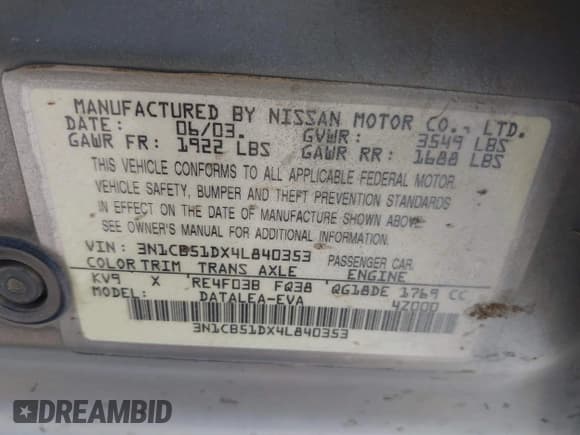 MANUFACTURED BY NISSAN MOTOR CO., LTD.
DATE: 06/03. GVWR: 3549 LBS
GAWR FR: 1922 LBS GAWR RR: 1688 LBS
THIS VEHICLE CONFORMS TO ALL APPLICABLE FEDERAL MOTOR
VEHICLE SAFETY, BUMPER AND THEFT PREVENTION STANDARDS
IN EFFECT ON THE DATE OF MANUFACTURE SHOWN ABOVE.
SEE OWNER'S MANUAL FOR ADDITIONAL INFORMATION.
VIN: 3N1CB51DX4L840353 PASSENGER CAR
COLOR TRIM TRANS AXLE ENGINE
KV9 X RE4F03B FQ38 QG18DE 1769 CC
MODEL: DATALEA-EVA 42000
3N1CB51DX4L840353
DREAMBID